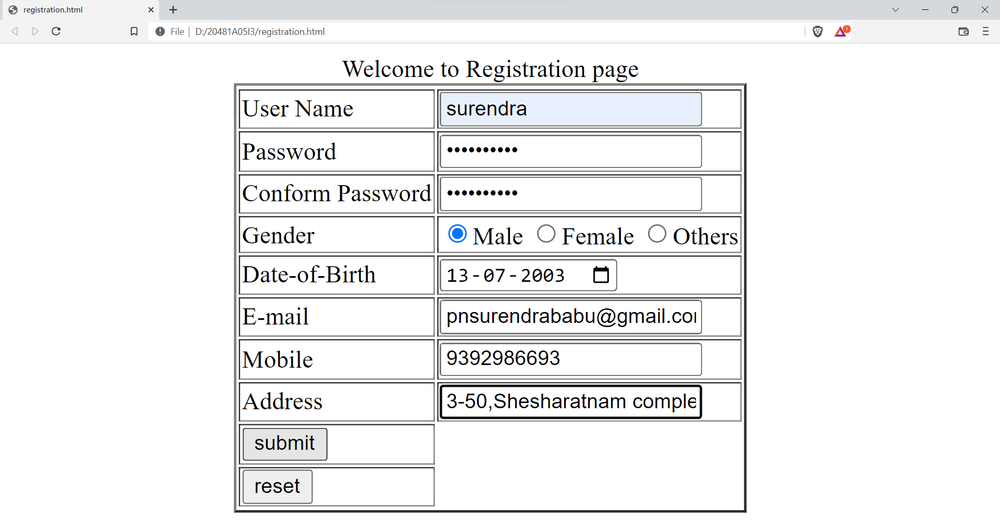 registration.html
File D:/20481A05I3/registration.html
1
Welcome to Registration page
User Name surendra
Password ••••••••••
Conform Password ••••••••••
Gender Male Female Others
Date-of-Birth 13-07-2003
E-mail pnsurendrababu@gmail.co
Mobile 9392986693
Address 3-50,Shesharatnam comple
submit
reset